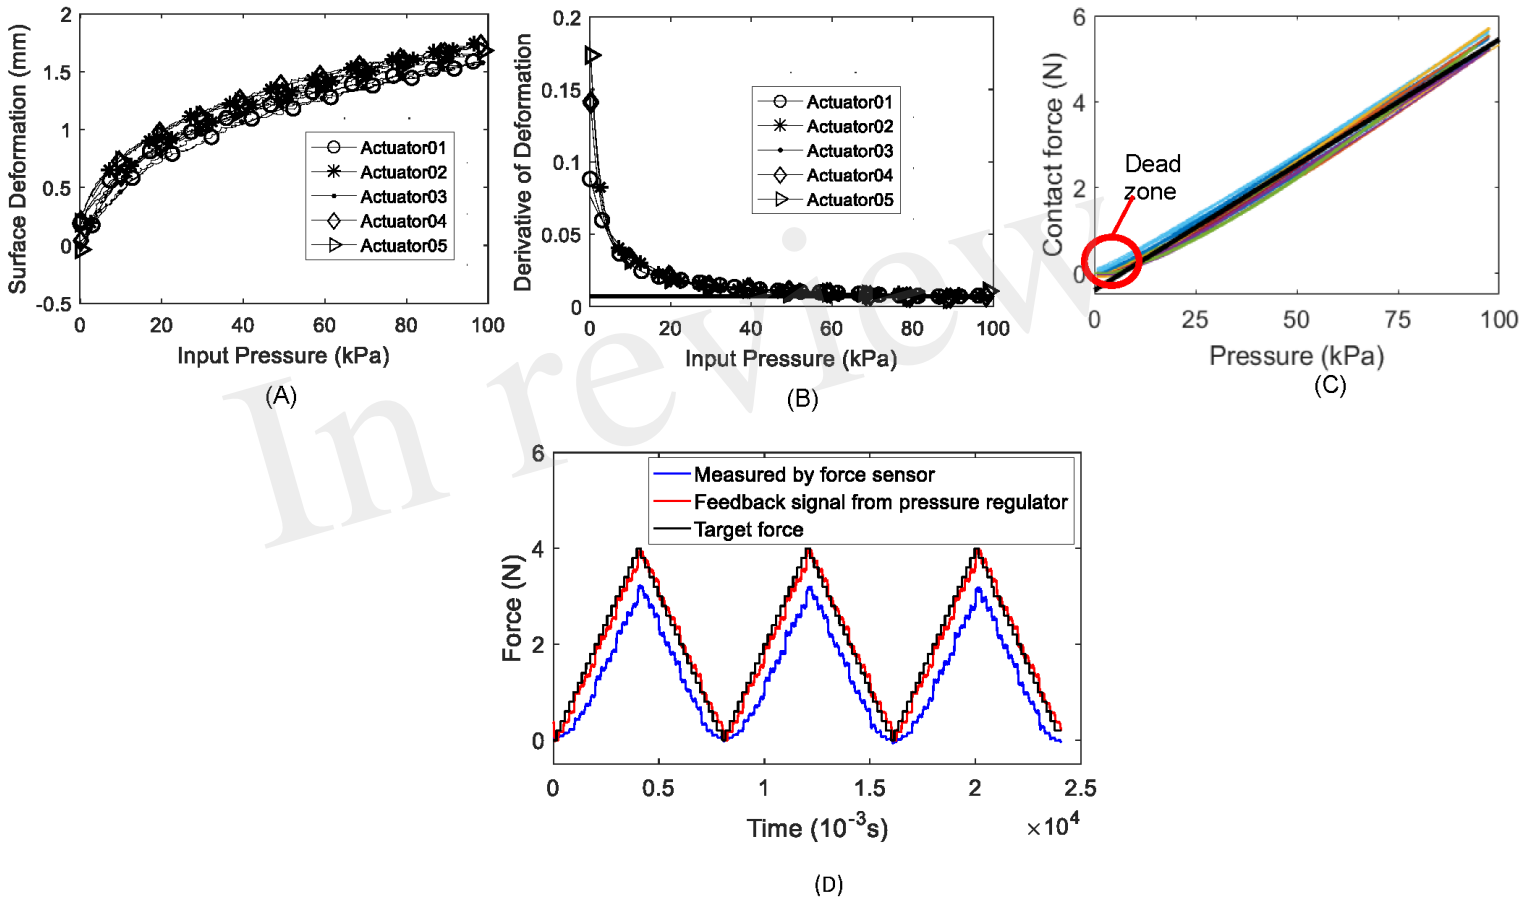 2
1.5
1
0.5
0
-0.5
Surface Deformation (mm)
Actuator01
Actuator02
Actuator03
Actuator04
Actuator05
0 20 40 60 80 100
Input Pressure (kPa)
(A)
0.2
0.15
0.1
0.05
0
Derivative of Deformation
Actuator01
Actuator02
Actuator03
Actuator04
Actuator05
0 20 40 60 80 100
Input Pressure (kPa)
(B)
6
4
2
0
Contact force (N)
Dead
zone
0 25 50 75 100
Pressure (kPa)
(C)
In review
6
4
2
0
Force (N)
Measured by force sensor
Feedback signal from pressure regulator
Target force
0 0.5 1 1.5 2 2.5
Time (10⁻³s)
×10⁴
(D)